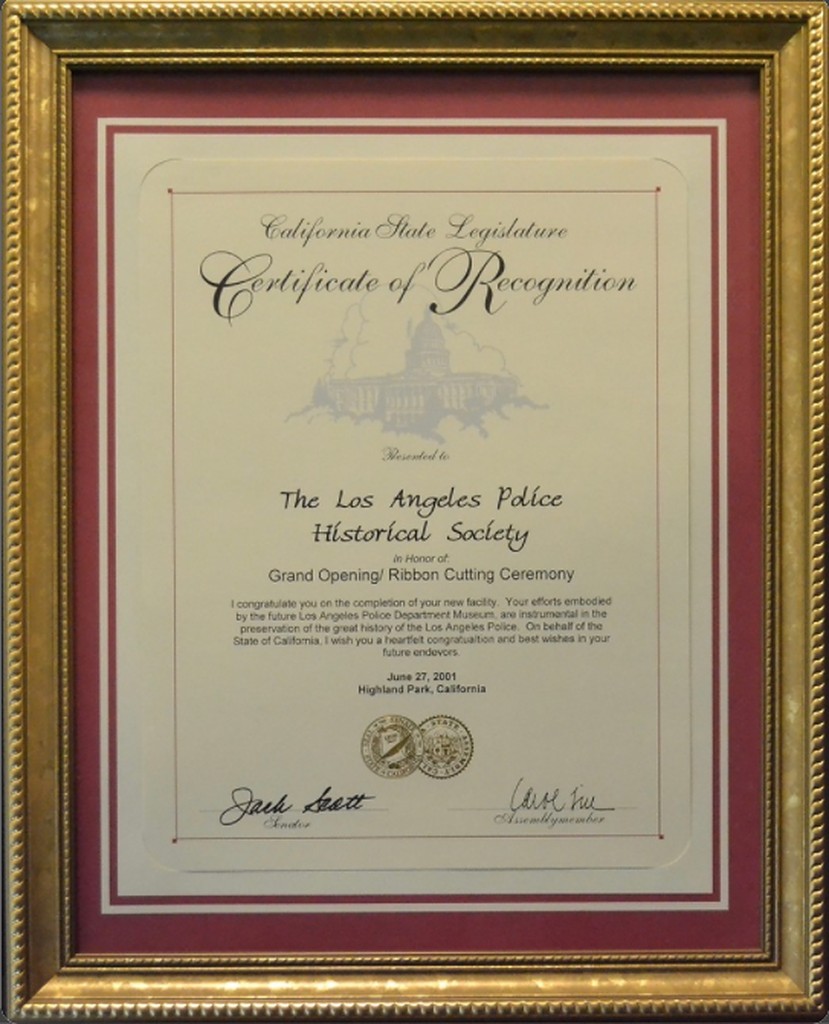 California State Legislature
Certificate of Recognition
Presented to
The Los Angeles Police
Historical Society
In Honor of:
Grand Opening/ Ribbon Cutting Ceremony
I congratulate you on the completion of your new facility. Your efforts embodied
by the future Los Angeles Police Department Museum, are instrumental in the
preservation of the great history of the Los Angeles Police. On behalf of the
State of California, I wish you a heartfelt congratualtion and best wishes in your
future endevors.
June 27, 2001
Highland Park, California
Jack Scott
Senator
Carol Liu
Assemblymember